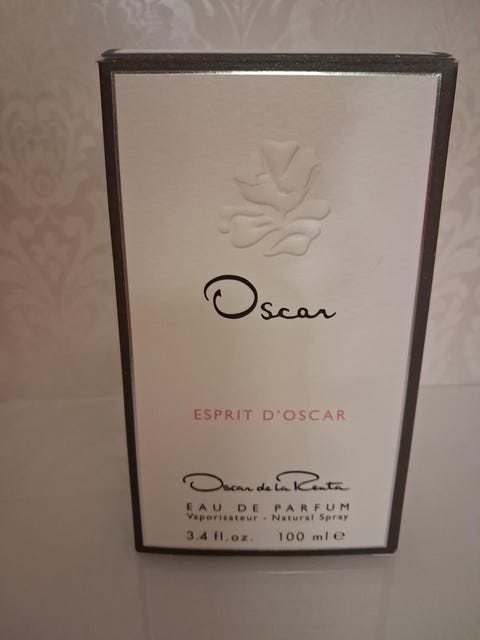 Oscar
ESPRIT D'OSCAR
Oscar de la Renta
EAU DE PARFUM
Vaporisateur - Natural Spray
3.4 fl.oz. 100 ml ℮